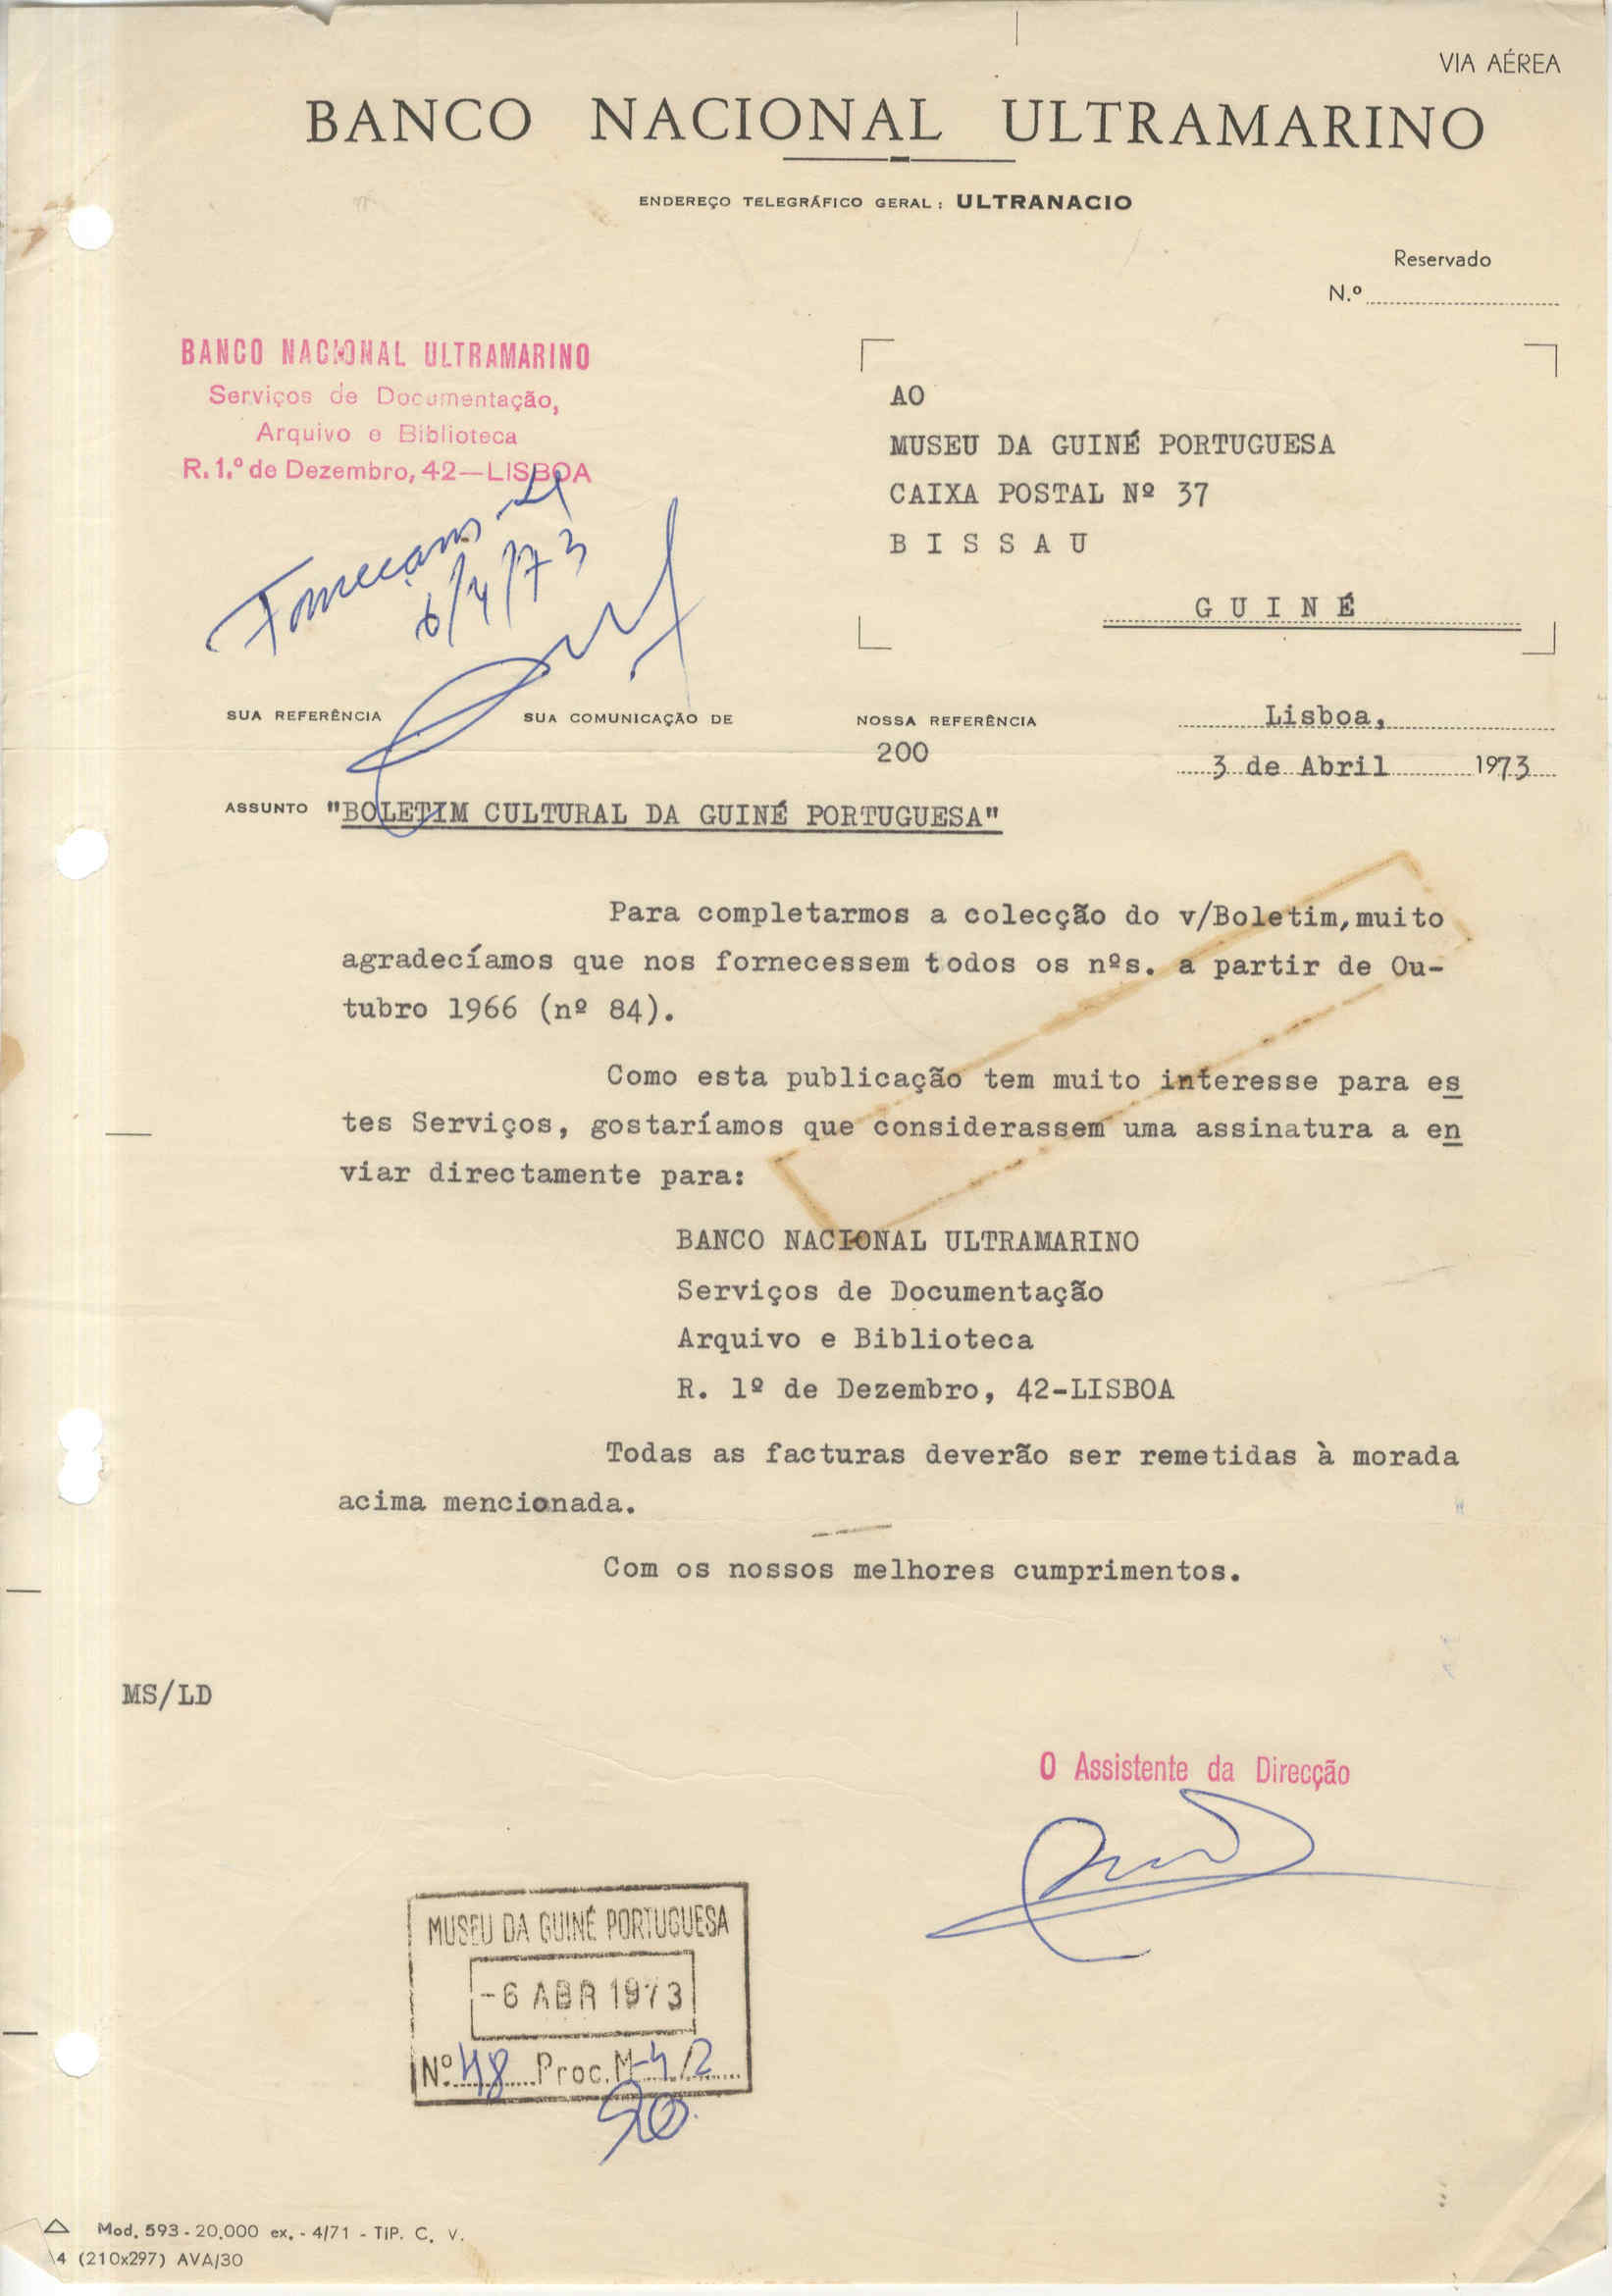 VIA AÉREA
BANCO NACIONAL ULTRAMARINO
ENDEREÇO TELEGRÁFICO GERAL: ULTRANACIO
Reservado
N.º
BANCO NACIONAL ULTRAMARINO
Serviços de Documentação,
Arquivo e Biblioteca
R. 1.º de Dezembro, 42—LISBOA
AO
MUSEU DA GUINÉ PORTUGUESA
CAIXA POSTAL Nº 37
B I S S A U
G U I N É
6/4/73
SUA REFERÊNCIA SUA COMUNICAÇÃO DE NOSSA REFERÊNCIA Lisboa,
200 3 de Abril 1973
ASSUNTO "BOLETIM CULTURAL DA GUINÉ PORTUGUESA"
Para completarmos a colecção do v/Boletim,muito
agradecíamos que nos fornecessem todos os nºs. a partir de Ou-
tubro 1966 (nº 84).
Como esta publicação tem muito interesse para es
tes Serviços, gostaríamos que considerassem uma assinatura a en
viar directamente para:
BANCO NACIONAL ULTRAMARINO
Serviços de Documentação
Arquivo e Biblioteca
R. 1º de Dezembro, 42-LISBOA
Todas as facturas deverão ser remetidas à morada
acima mencionada.
Com os nossos melhores cumprimentos.
MS/LD
O Assistente da Direcção
MUSEU DA GUINÉ PORTUGUESA
-6 ABR 1973
Nº 48 Proc. M-4/2
Mod. 593 - 20.000 ex. - 4/71 - TIP. C. V.
4 (210x297) AVA/30